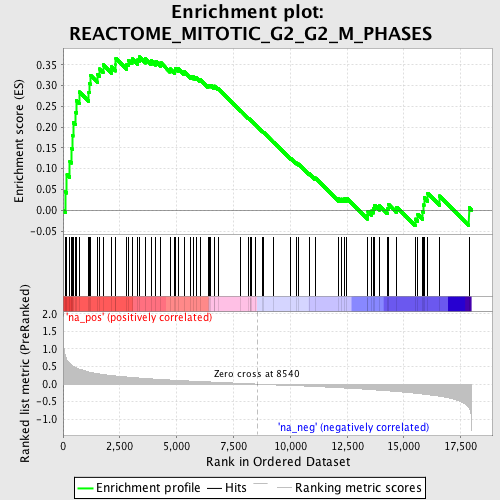 Enrichment plot:
REACTOME_MITOTIC_G2_G2_M_PHASES
Enrichment score (ES)
0.35
0.30
0.25
0.20
0.15
0.10
0.05
0.00
-0.05
'na_pos' (positively correlated)
Ranked list metric (PreRanked)
2.0
1.5
1.0
0.5
0.0
-0.5
-1.0
Zero cross at 8540
'na_neg' (negatively correlated)
0
2,500
5,000
7,500
10,000
12,500
15,000
17,500
Rank in Ordered Dataset
Enrichment profile
Hits
Ranking metric scores